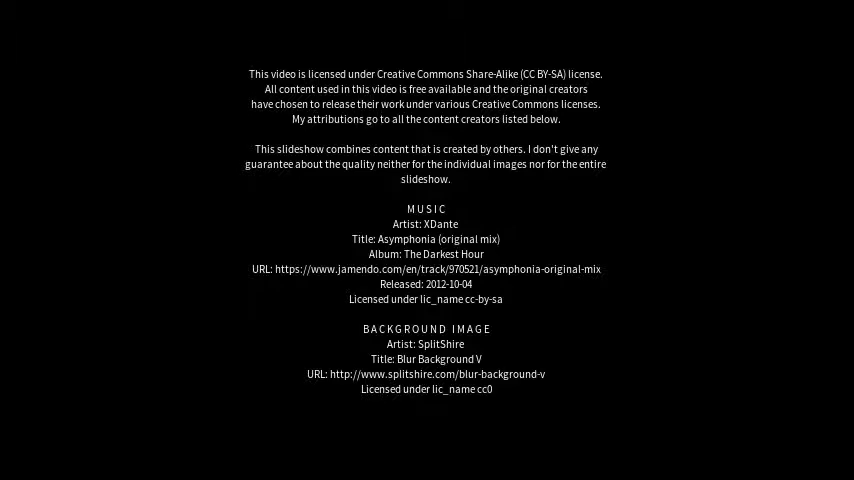 This video is licensed under Creative Commons Share-Alike (CC BY-SA) license.
All content used in this video is free available and the original creators
have chosen to release their work under various Creative Commons licenses.
My attributions go to all the content creators listed below.
This slideshow combines content that is created by others. I don't give any
guarantee about the quality neither for the individual images nor for the entire
slideshow.
MUSIC
Artist: XDante
Title: Asymphonia (original mix)
Album: The Darkest Hour
URL: https://www.jamendo.com/en/track/970521/asymphonia-original-mix
Released: 2012-10-04
Licensed under lic_name cc-by-sa
BACKGROUND IMAGE
Artist: SplitShire
Title: Blur Background V
URL: http://www.splitshire.com/blur-background-v
Licensed under lic_name cc0